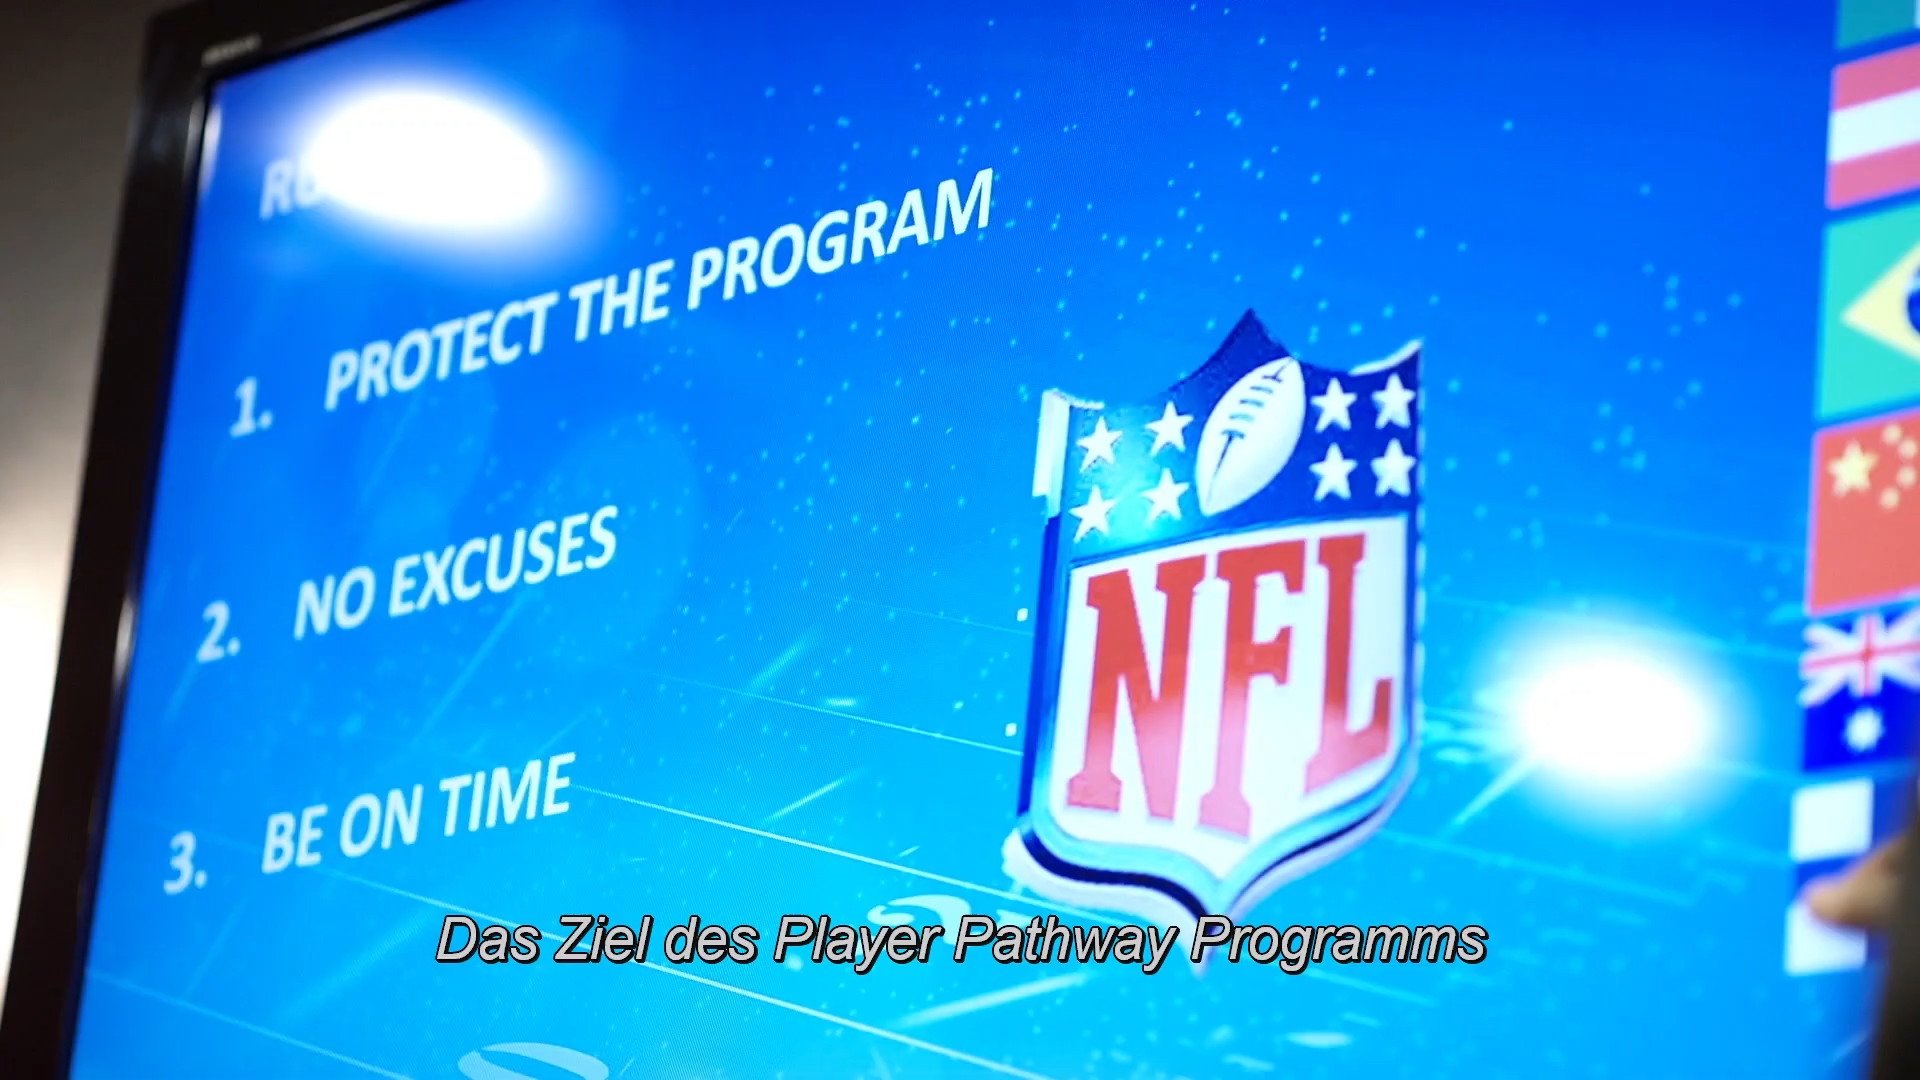 1. PROTECT THE PROGRAM
2. NO EXCUSES
3. BE ON TIME
NFL
Das Ziel des Player Pathway Programms